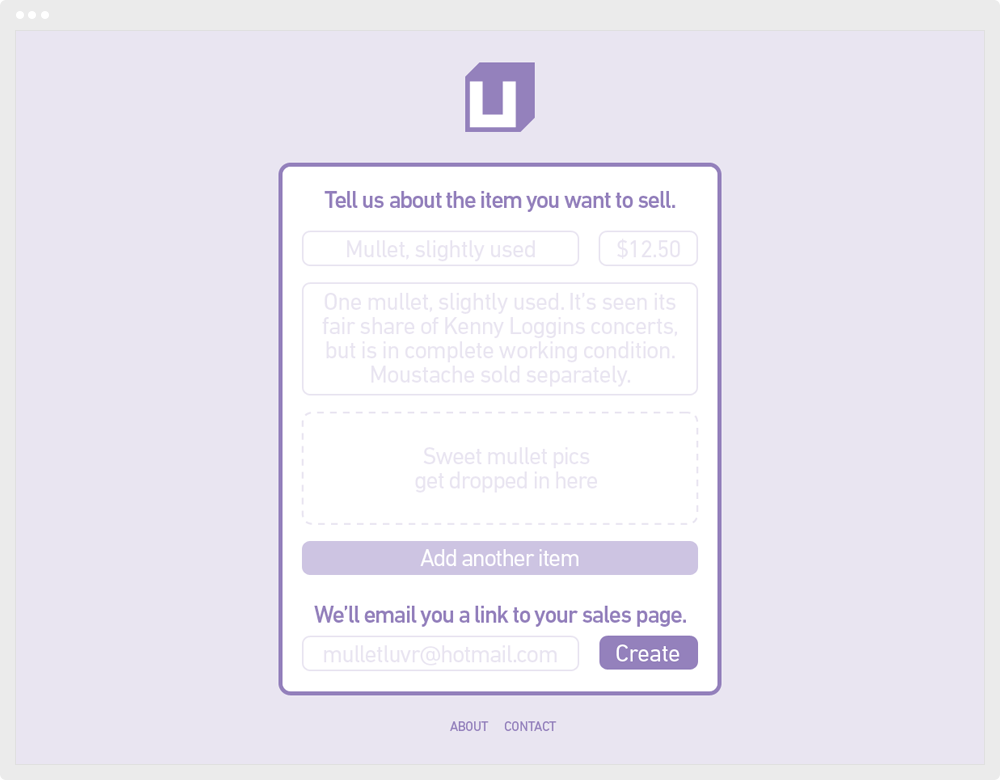 U
Tell us about the item you want to sell.
Mullet, slightly used
$12.50
One mullet, slightly used. It's seen its
fair share of Kenny Loggins concerts,
but is in complete working condition.
Moustache sold separately.
Sweet mullet pics
get dropped in here
Add another item
We'll email you a link to your sales page.
mulletluvr@hotmail.com
Create
ABOUT CONTACT